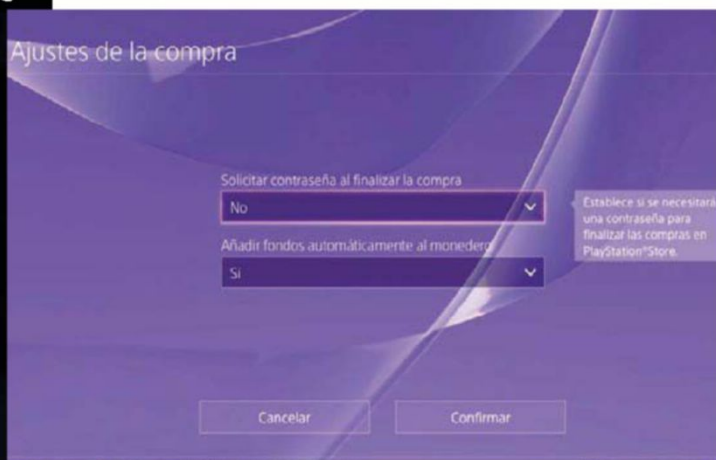 Ajustes de la compra
Solicitar contraseña al finalizar la compra
No
Establece si se necesitará
una contraseña para
finalizar las compras en
PlayStation®Store.
Añadir fondos automáticamente al monedero
Sí
Cancelar
Confirmar